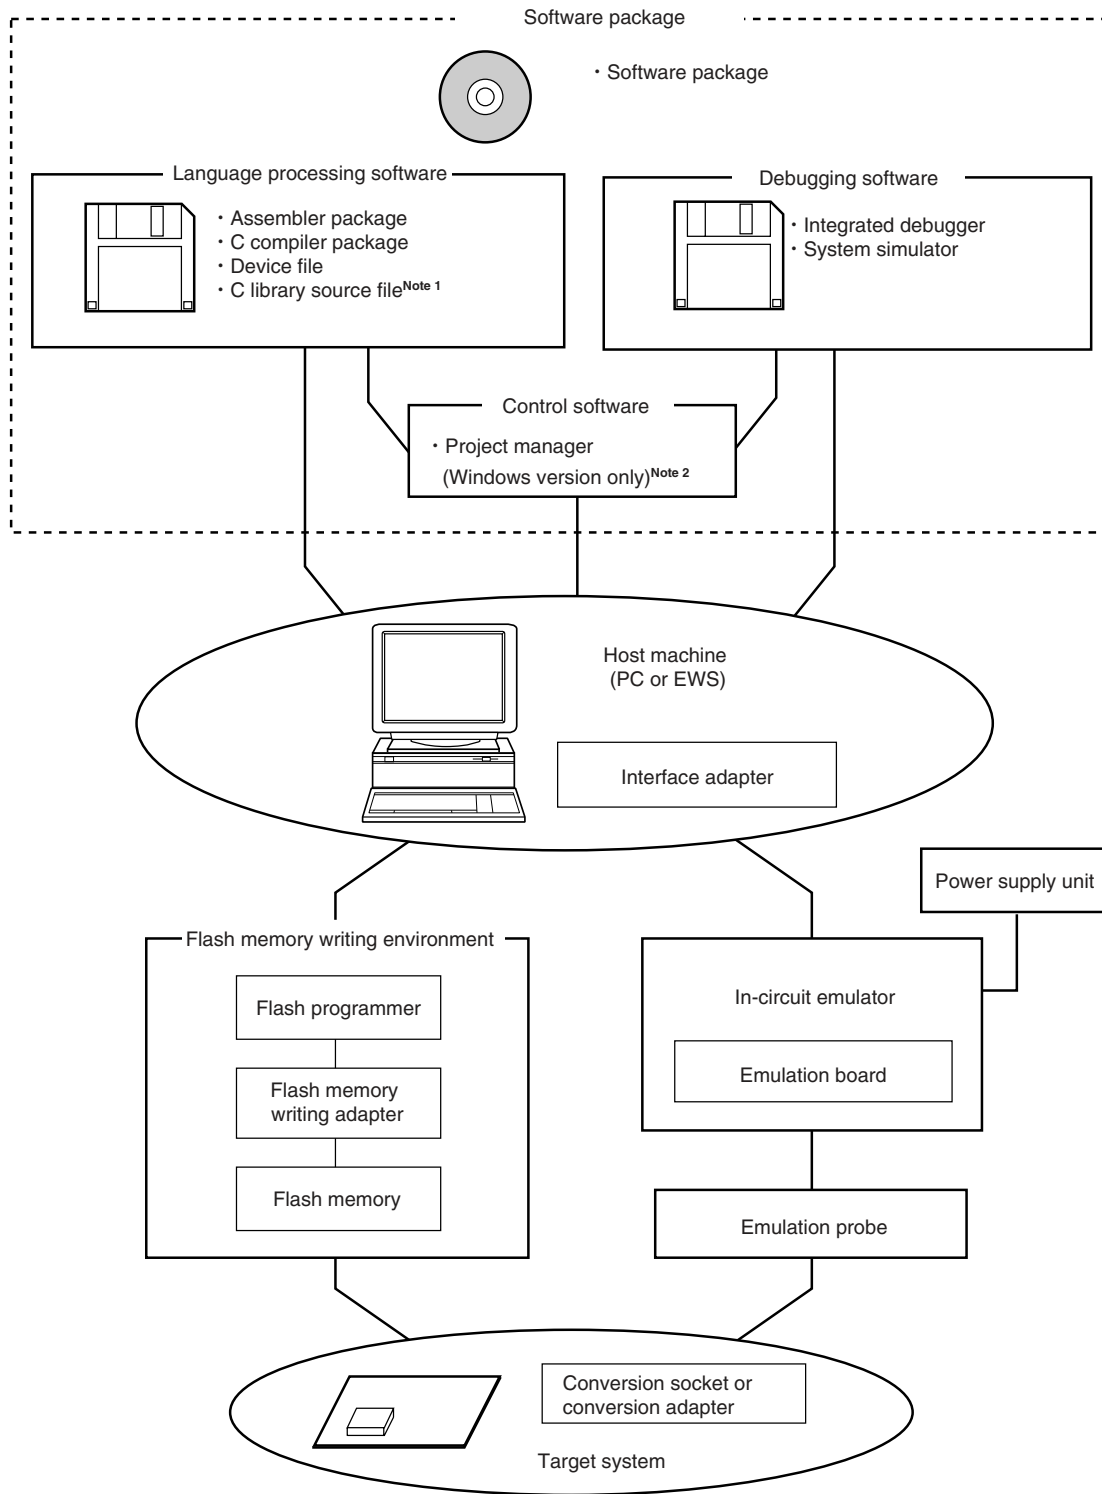 Software package
・Software package
Language processing software
・Assembler package
・C compiler package
・Device file
・C library source fileNote 1
Debugging software
・Integrated debugger
・System simulator
Control software
・Project manager
(Windows version only)Note 2
Host machine
(PC or EWS)
Interface adapter
Power supply unit
Flash memory writing environment
Flash programmer
Flash memory
writing adapter
Flash memory
In-circuit emulator
Emulation board
Emulation probe
Conversion socket or
conversion adapter
Target system